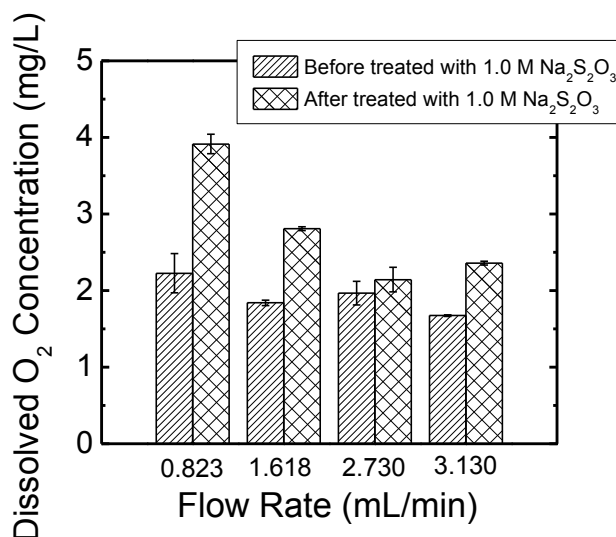 Dissolved O₂ Concentration (mg/L)
5
4
3
2
1
0
Before treated with 1.0 M Na₂S₂O₃
After treated with 1.0 M Na₂S₂O₃
0.823 1.618 2.730 3.130
Flow Rate (mL/min)